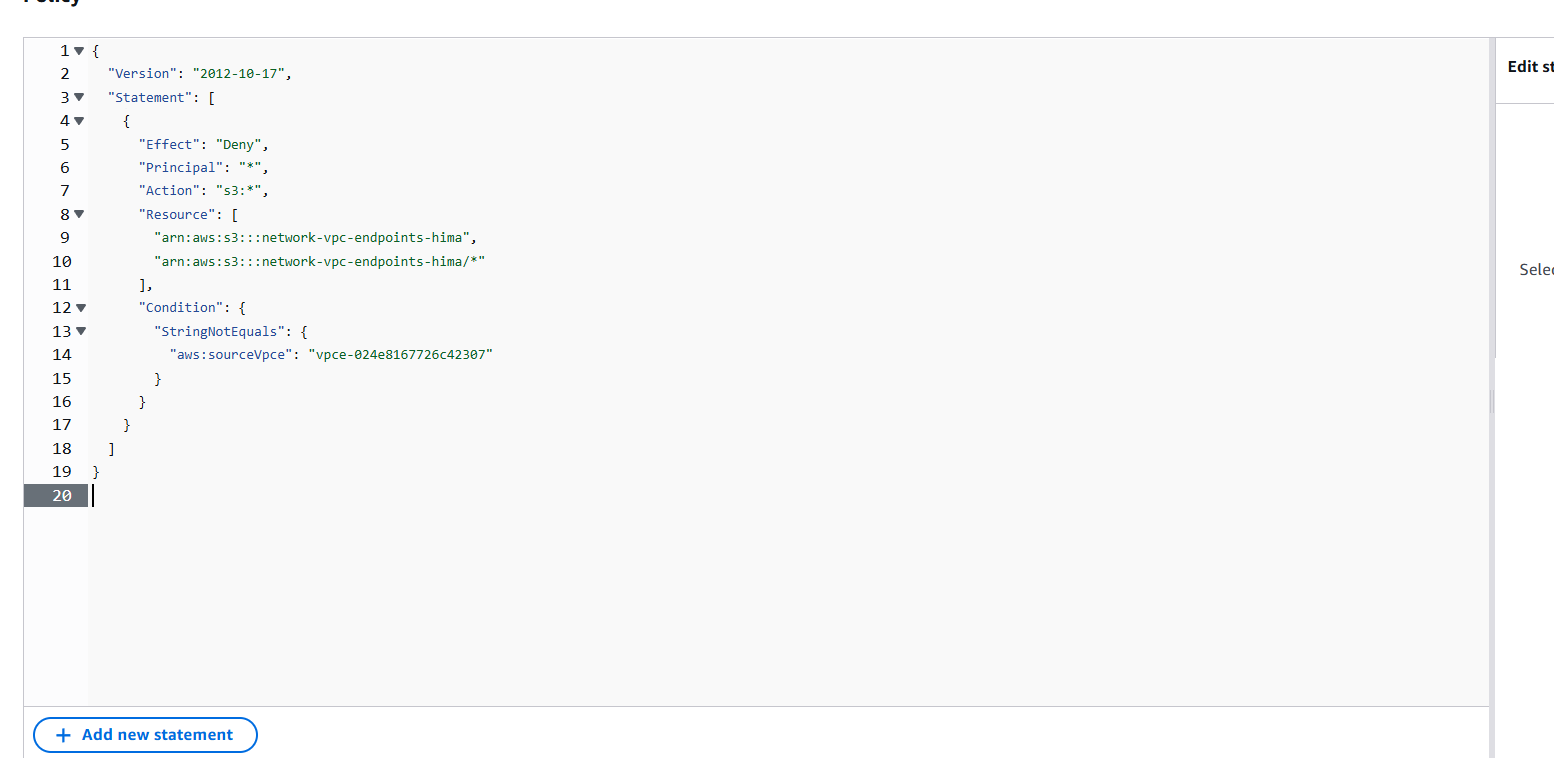 Policy
1 {
2 "Version": "2012-10-17",
3 "Statement": [
4 {
5 "Effect": "Deny",
6 "Principal": "*",
7 "Action": "s3:*",
8 "Resource": [
9 "arn:aws:s3:::network-vpc-endpoints-hima",
10 "arn:aws:s3:::network-vpc-endpoints-hima/*"
11 ],
12 "Condition": {
13 "StringNotEquals": {
14 "aws:sourceVpce": "vpce-024e8167726c42307"
15 }
16 }
17 }
18 ]
19 }
20
Edit st
Selec
+ Add new statement